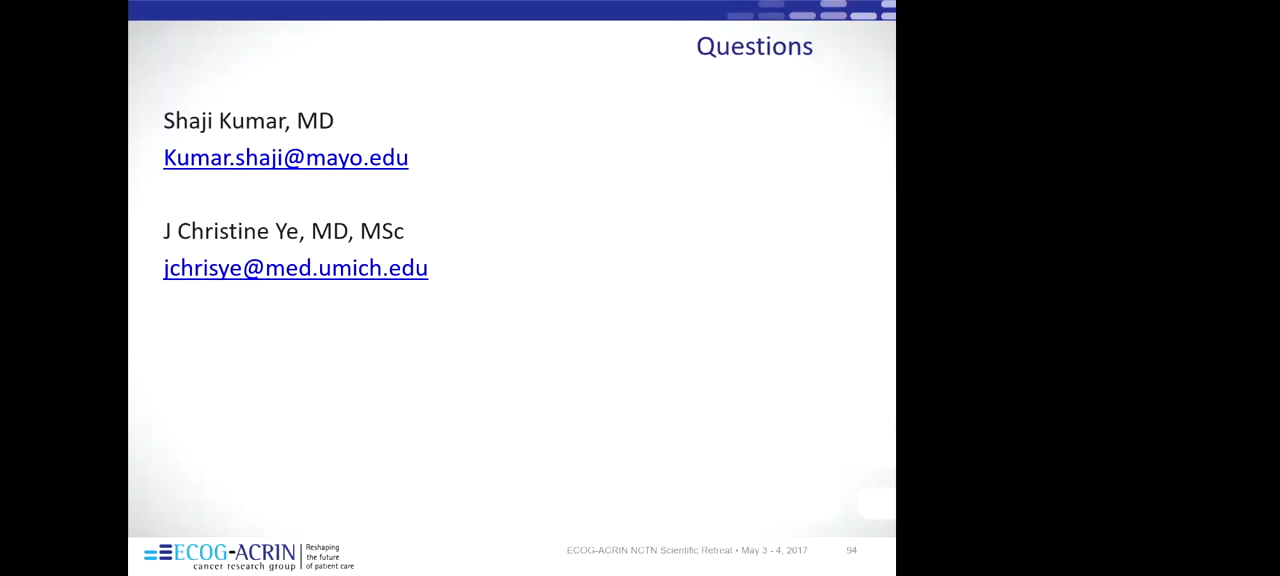 Questions
Shaji Kumar, MD
Kumar.shaji@mayo.edu
J Christine Ye, MD, MSc
jchrisye@med.umich.edu
ECOG-ACRIN
cancer research group
Reshaping
the future
of patient care
ECOG-ACRIN NCTN Scientific Retreat • May 3 - 4, 2017
94